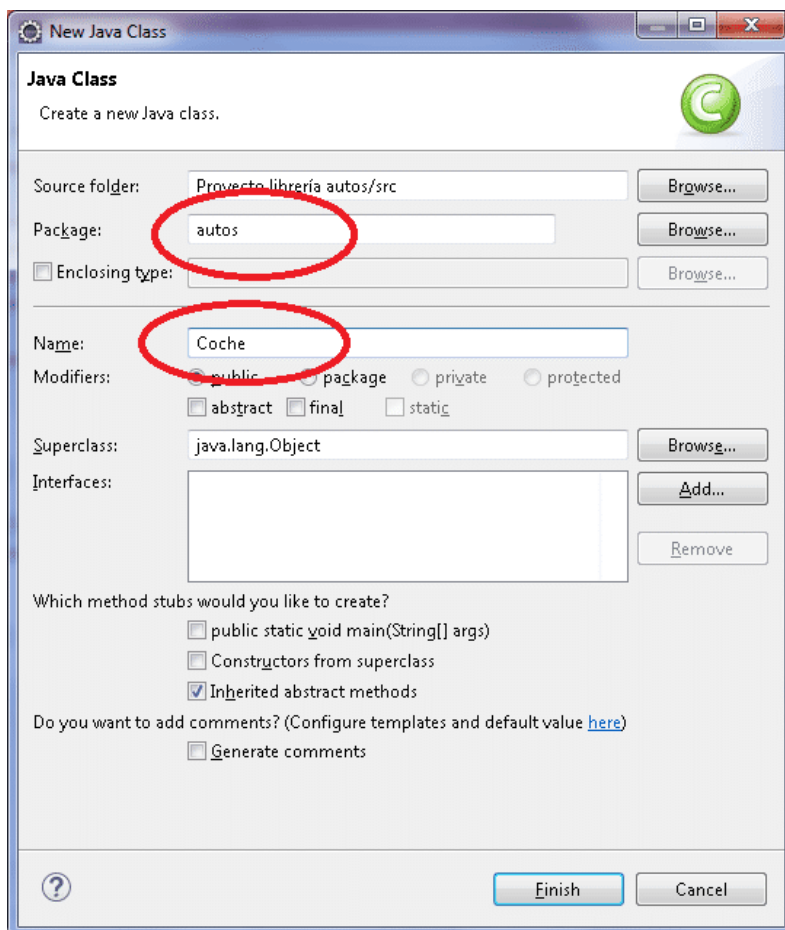 New Java Class
Java Class
Create a new Java class.
Source folder: Proyecto librería autos/src Browse...
Package: autos Browse...
Enclosing type: Browse...
Name: Coche
Modifiers: public package private protected
abstract final static
Superclass: java.lang.Object Browse...
Interfaces: Add...
Remove
Which method stubs would you like to create?
public static void main(String[] args)
Constructors from superclass
Inherited abstract methods
Do you want to add comments? (Configure templates and default value here)
Generate comments
? Finish Cancel